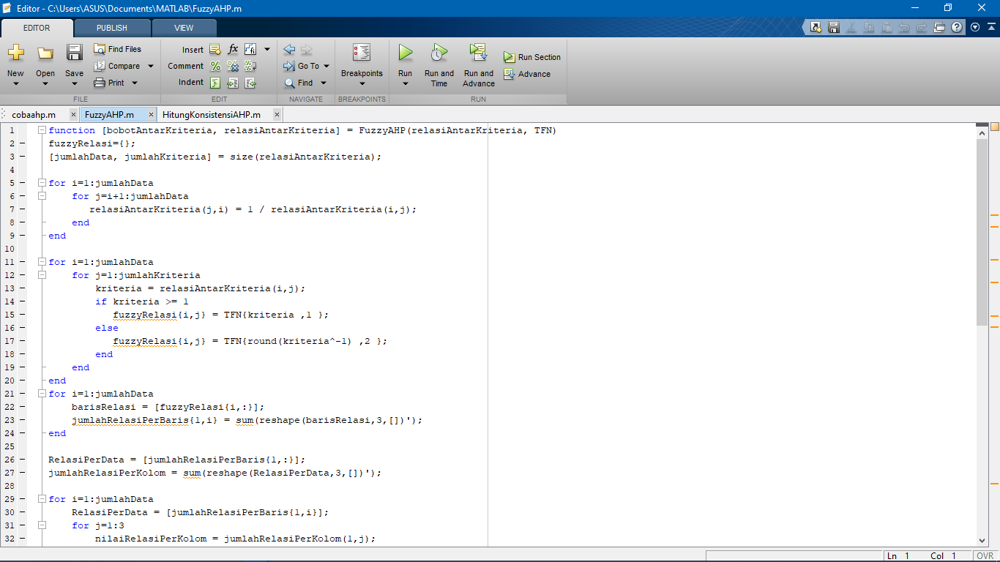 Editor - C:\Users\ASUS\Documents\MATLAB\FuzzyAHP.m
EDITOR PUBLISH VIEW
New Open Save Find Files Compare Print
FILE
Insert fx
Comment
Indent
EDIT
Go To
Find
NAVIGATE
Breakpoints
BREAKPOINTS
Run Run and Time Run and Advance Run Section Advance
RUN
cobaahp.m × FuzzyAHP.m × HitungKonsistensiAHP.m ×
1 function [bobotAntarKriteria, relasiAntarKriteria] = FuzzyAHP(relasiAntarKriteria, TFN)
2 – fuzzyRelasi={};
3 – [jumlahData, jumlahKriteria] = size(relasiAntarKriteria);
4
5 – for i=1:jumlahData
6 – for j=i+1:jumlahData
7 – relasiAntarKriteria(j,i) = 1 / relasiAntarKriteria(i,j);
8 – end
9 – end
10
11 – for i=1:jumlahData
12 – for j=1:jumlahKriteria
13 – kriteria = relasiAntarKriteria(i,j);
14 – if kriteria >= 1
15 – fuzzyRelasi{i,j} = TFN{kriteria ,1 };
16 – else
17 – fuzzyRelasi{i,j} = TFN{round(kriteria^-1) ,2 };
18 – end
19 – end
20 – end
21 – for i=1:jumlahData
22 – barisRelasi = [fuzzyRelasi{i,:}];
23 – jumlahRelasiPerBaris{1,i} = sum(reshape(barisRelasi,3,[])');
24 – end
25
26 – RelasiPerData = [jumlahRelasiPerBaris{1,:}];
27 – jumlahRelasiPerKolom = sum(reshape(RelasiPerData,3,[])');
28
29 – for i=1:jumlahData
30 – RelasiPerData = [jumlahRelasiPerBaris{1,i}];
31 – for j=1:3
32 – nilaiRelasiPerKolom = jumlahRelasiPerKolom(1,j);
Ln 1 Col 1 OVR